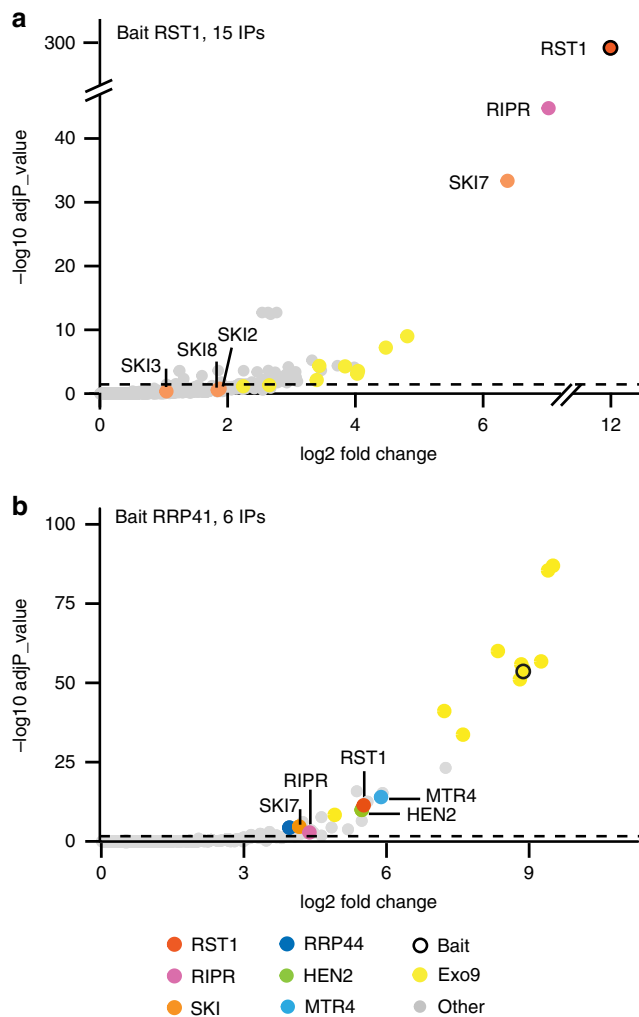 a
Bait RST1, 15 IPs
300
RST1
RIPR
40
SKI7
30
–log10 adjP_value
20
10
SKI2
SKI8
SKI3
0
0 2 4 6 12
log2 fold change
b
Bait RRP41, 6 IPs
100
75
–log10 adjP_value
50
25
RST1
RIPR
MTR4
SKI7
HEN2
0
0 3 6 9
log2 fold change
RST1 RRP44 Bait
RIPR HEN2 Exo9
SKI MTR4 Other